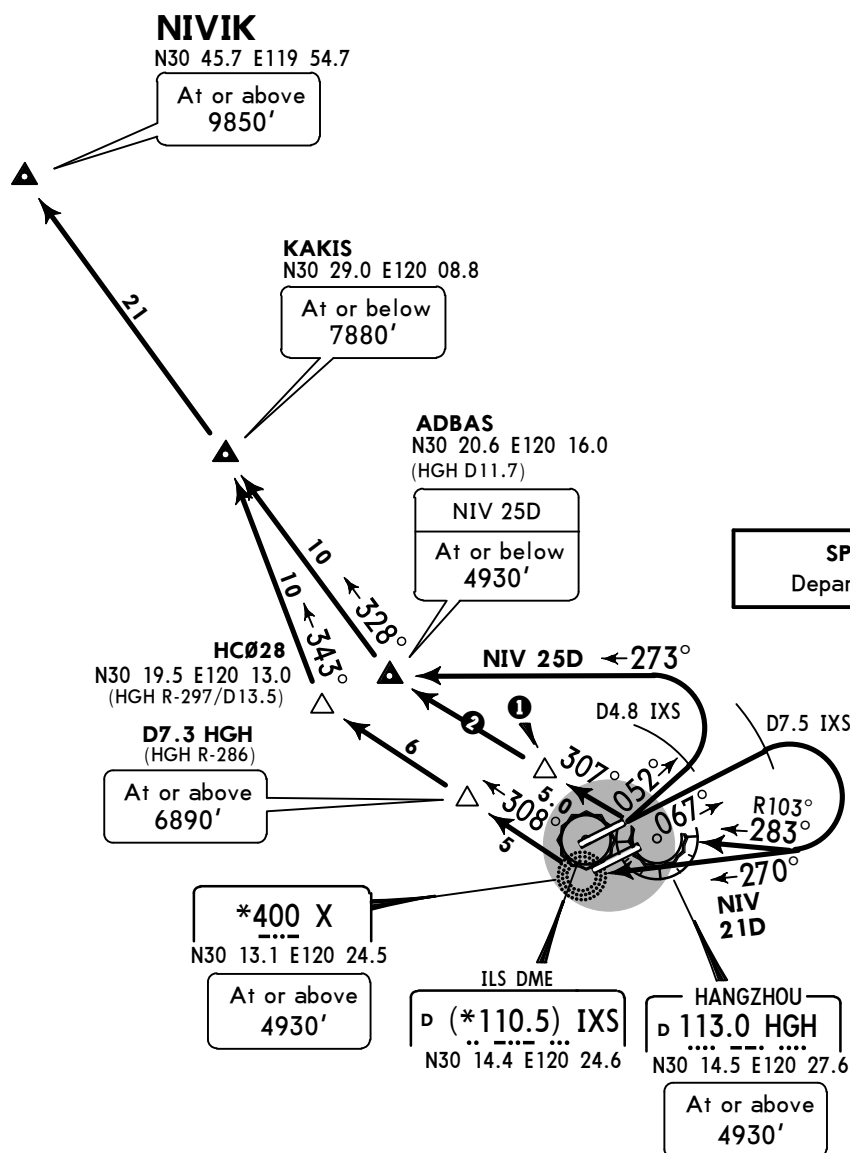 NIVIK
N30 45.7 E119 54.7
At or above
9850'
21
KAKIS
N30 29.0 E120 08.8
At or below
7880'
ADBAS
N30 20.6 E120 16.0
(HGH D11.7)
NIV 25D
At or below
4930'
SP
Depar
10
328°
10
343°
HCØ28
N30 19.5 E120 13.0
(HGH R-297/D13.5)
NIV 25D
273°
D7.3 HGH
(HGH R-286)
At or above
6890'
6
2
1
D4.8 IXS
D7.5 IXS
307°
5.0
052°
067°
308°
5
R103°
283°
270°
NIV
21D
*400 X
N30 13.1 E120 24.5
At or above
4930'
ILS DME
D (*110.5) IXS
N30 14.4 E120 24.6
HANGZHOU
D 113.0 HGH
N30 14.5 E120 27.6
At or above
4930'